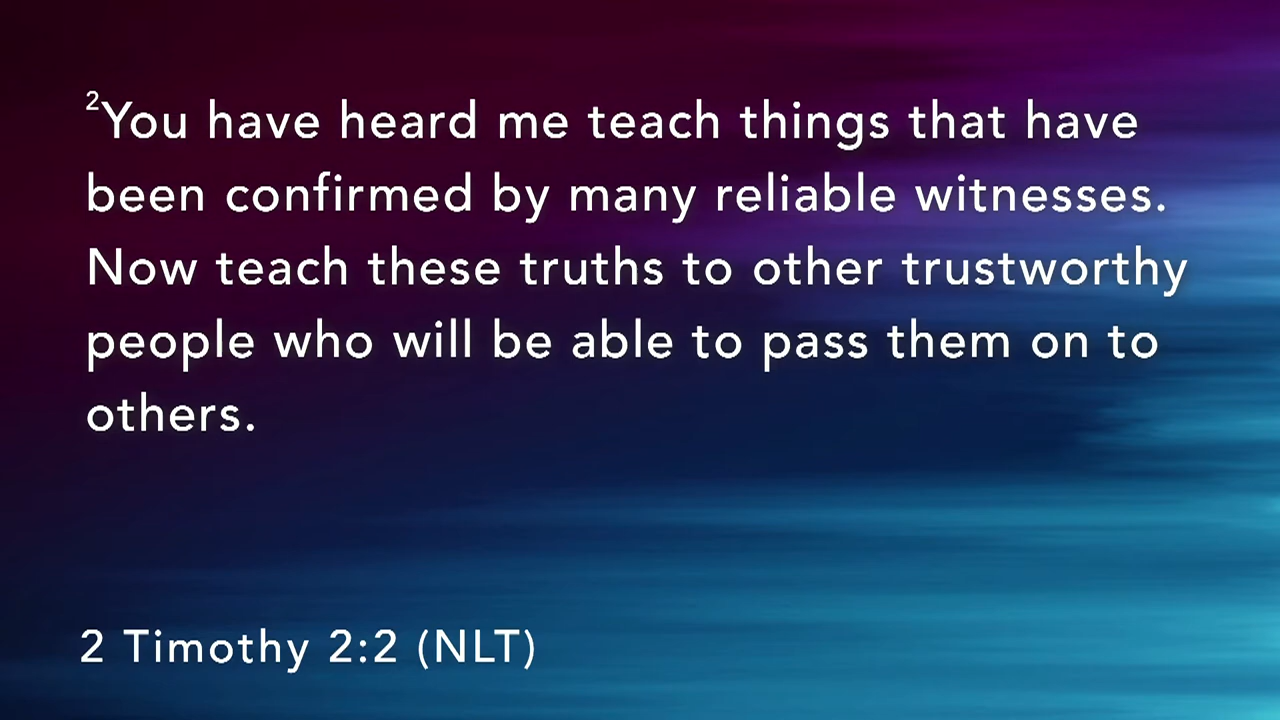 ²You have heard me teach things that have
been confirmed by many reliable witnesses.
Now teach these truths to other trustworthy
people who will be able to pass them on to
others.
2 Timothy 2:2 (NLT)